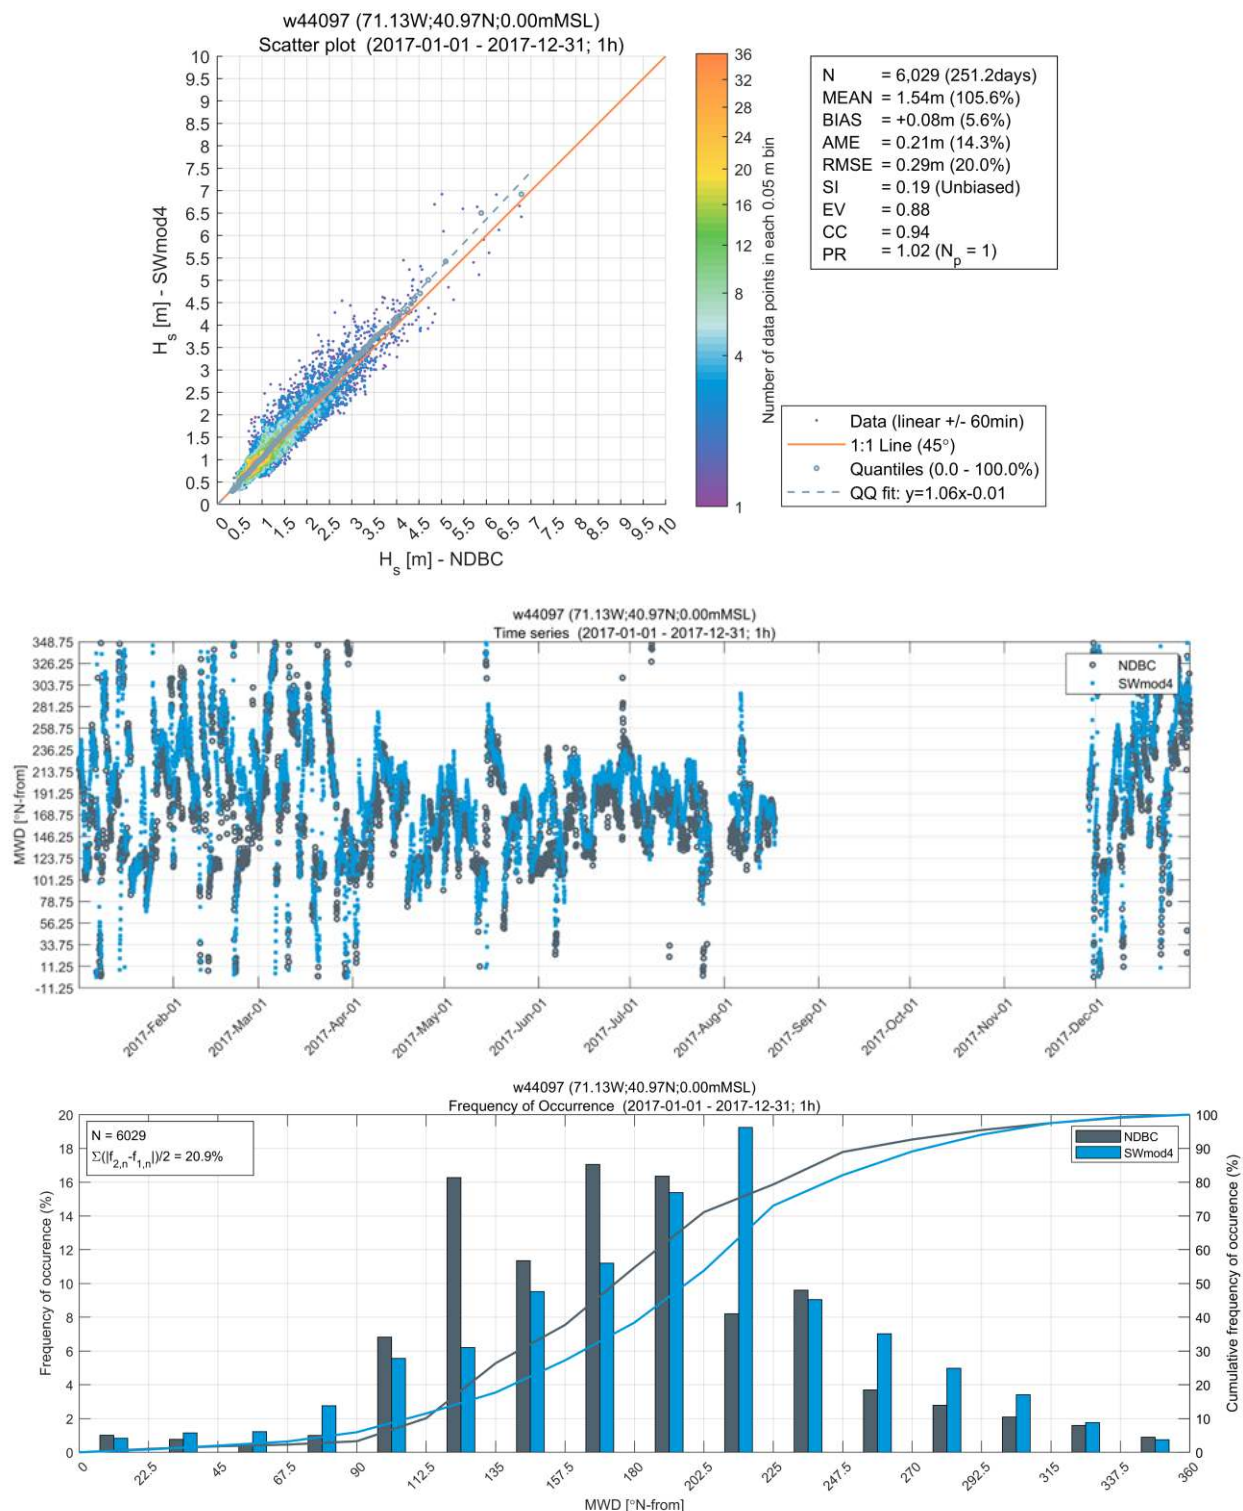 w44097 (71.13W;40.97N;0.00mMSL)
Scatter plot (2017-01-01 - 2017-12-31; 1h)
10
9.5
9
8.5
8
7.5
7
6.5
6
5.5
5
4.5
4
3.5
3
2.5
2
1.5
1
0.5
0
H_s [m] - SWmod4
0 0.5 1 1.5 2 2.5 3 3.5 4 4.5 5 5.5 6 6.5 7 7.5 8 8.5 9 9.5 10
H_s [m] - NDBC
36
32
28
24
20
16
12
8
4
1
Number of data points in each 0.05 m bin
N = 6,029 (251.2days)
MEAN = 1.54m (105.6%)
BIAS = +0.08m (5.6%)
AME = 0.21m (14.3%)
RMSE = 0.29m (20.0%)
SI = 0.19 (Unbiased)
EV = 0.88
CC = 0.94
PR = 1.02 (N_p = 1)
Data (linear +/- 60min)
1:1 Line (45°)
Quantiles (0.0 - 100.0%)
QQ fit: y=1.06x-0.01
w44097 (71.13W;40.97N;0.00mMSL)
Time series (2017-01-01 - 2017-12-31; 1h)
348.75
326.25
303.75
281.25
258.75
236.25
213.75
191.25
168.75
146.25
123.75
101.25
78.75
56.25
33.75
11.25
-11.25
MWD [°N-from]
NDBC
SWmod4
2017-Feb-01 2017-Mar-01 2017-Apr-01 2017-May-01 2017-Jun-01 2017-Jul-01 2017-Aug-01 2017-Sep-01 2017-Oct-01 2017-Nov-01 2017-Dec-01
w44097 (71.13W;40.97N;0.00mMSL)
Frequency of Occurrence (2017-01-01 - 2017-12-31; 1h)
20
18
16
14
12
10
8
6
4
2
0
Frequency of occurence (%)
N = 6029
Σ(|f_{2,n}-f_{1,n}|)/2 = 20.9%
NDBC
SWmod4
100
90
80
70
60
50
40
30
20
10
0
Cumulative frequency of occurence (%)
0 22.5 45 67.5 90 112.5 135 157.5 180 202.5 225 247.5 270 292.5 315 337.5 360
MWD [°N-from]